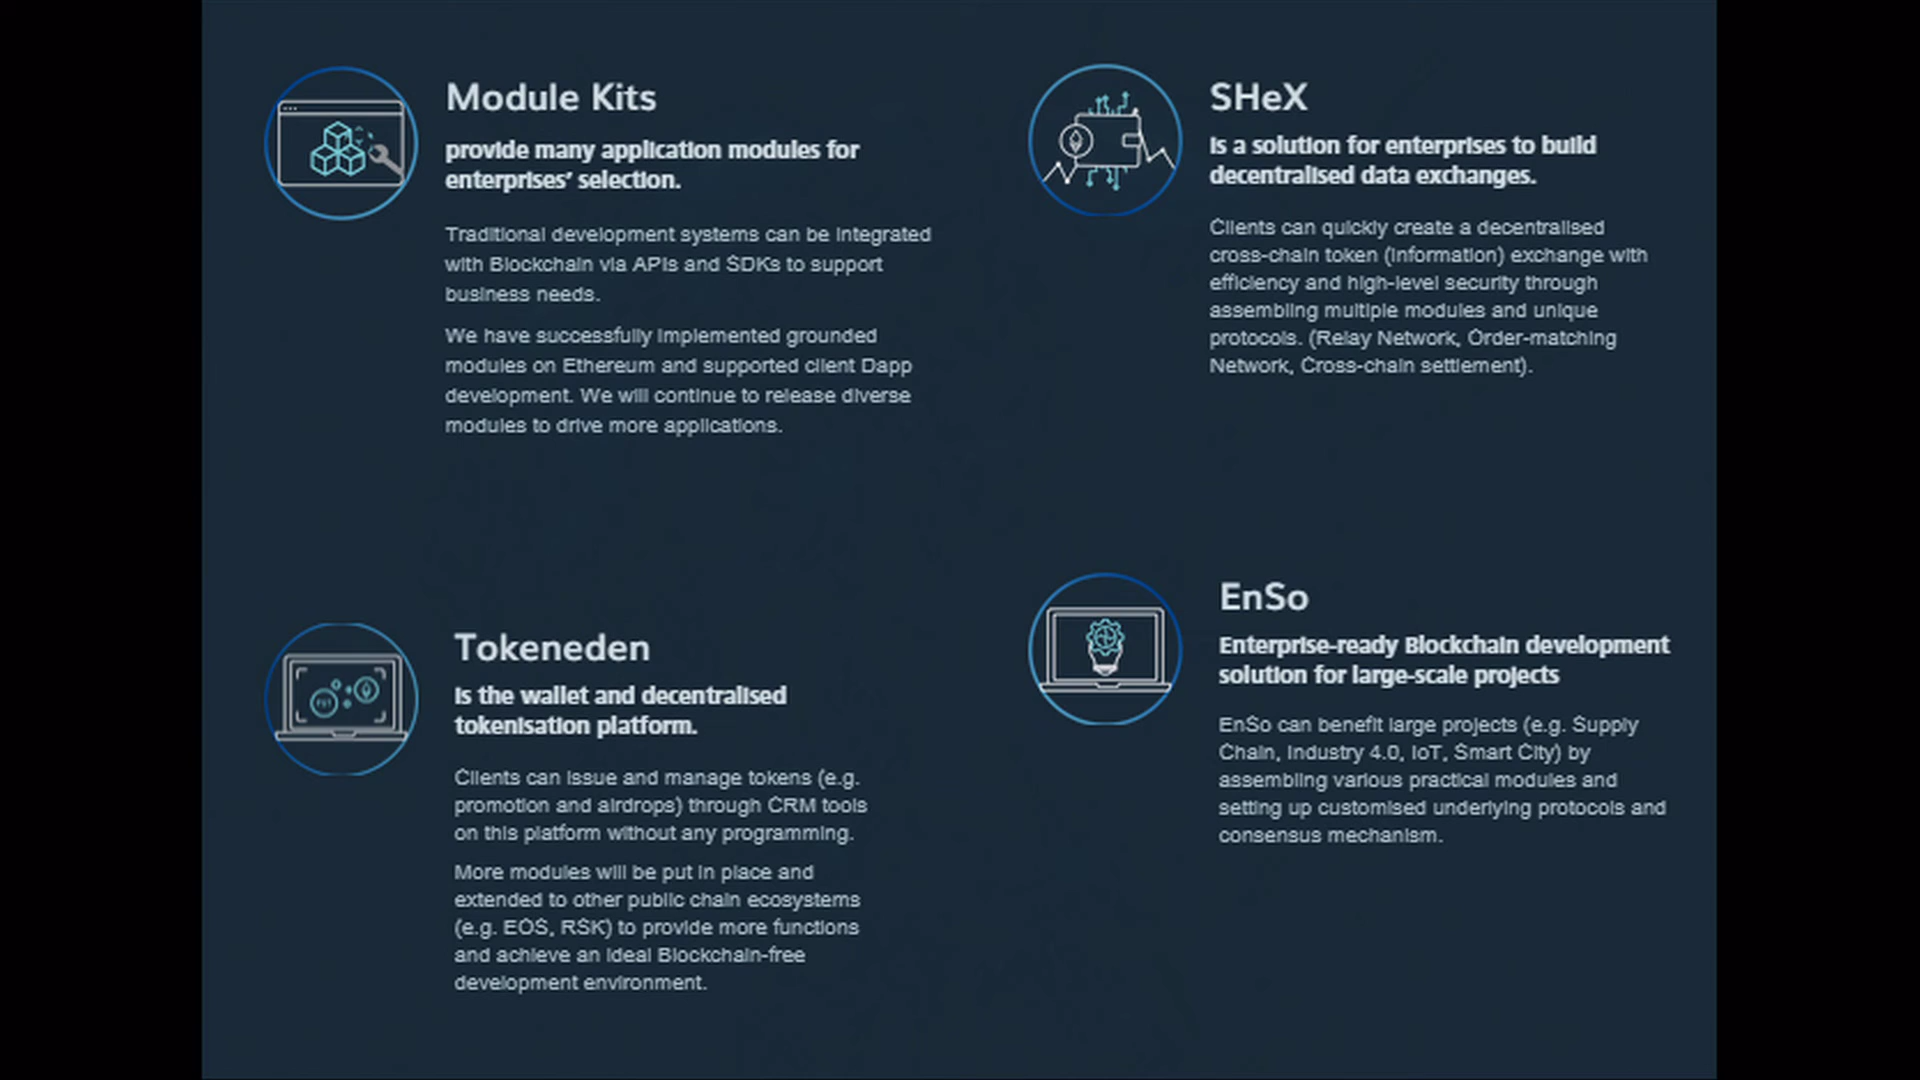 Module Kits
provide many application modules for
enterprises' selection.
Traditional development systems can be integrated
with Blockchain via APIs and SDKs to support
business needs.
We have successfully implemented grounded
modules on Ethereum and supported client Dapp
development. We will continue to release diverse
modules to drive more applications.
SHeX
is a solution for enterprises to build
decentralised data exchanges.
Clients can quickly create a decentralised
cross-chain token (information) exchange with
efficiency and high-level security through
assembling multiple modules and unique
protocols. (Relay Network, Order-matching
Network, Cross-chain settlement).
Tokeneden
is the wallet and decentralised
tokenisation platform.
Clients can issue and manage tokens (e.g.
promotion and airdrops) through CRM tools
on this platform without any programming.
More modules will be put in place and
extended to other public chain ecosystems
(e.g. EOS, RSK) to provide more functions
and achieve an ideal Blockchain-free
development environment.
EnSo
Enterprise-ready Blockchain development
solution for large-scale projects
EnSo can benefit large projects (e.g. Supply
Chain, Industry 4.0, IoT, Smart City) by
assembling various practical modules and
setting up customised underlying protocols and
consensus mechanism.